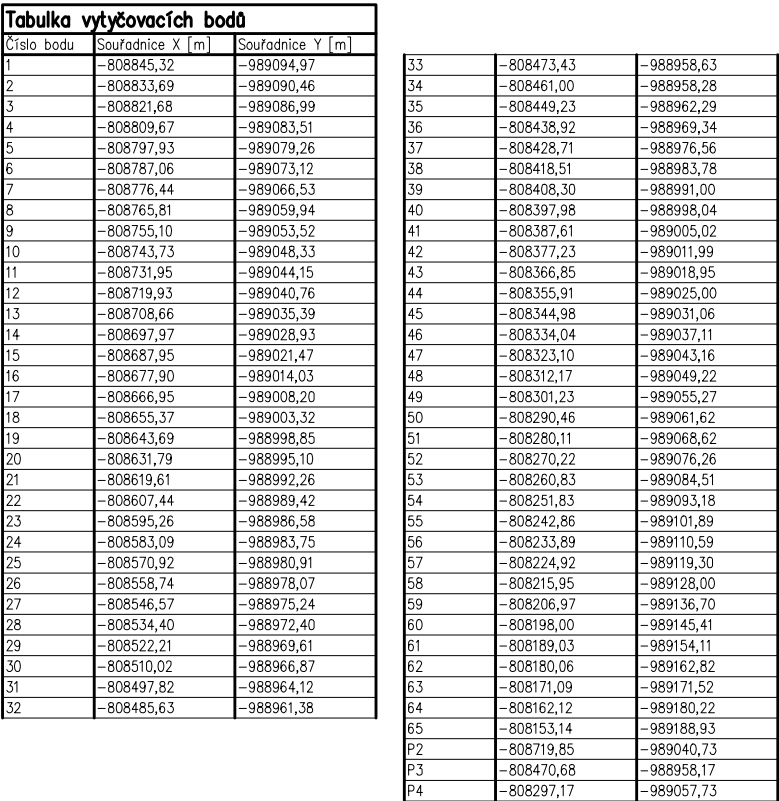 Tabulka vytyčovacích bodů
Číslo bodu Souřadnice X [m] Souřadnice Y [m]
1 -808845,32 -989094,97
2 -808833,69 -989090,46
3 -808821,68 -989086,99
4 -808809,67 -989083,51
5 -808797,93 -989079,26
6 -808787,06 -989073,12
7 -808776,44 -989066,53
8 -808765,81 -989059,94
9 -808755,10 -989053,52
10 -808743,73 -989048,33
11 -808731,95 -989044,15
12 -808719,93 -989040,76
13 -808708,66 -989035,39
14 -808697,97 -989028,93
15 -808687,95 -989021,47
16 -808677,90 -989014,03
17 -808666,95 -989008,20
18 -808655,37 -989003,32
19 -808643,69 -988998,85
20 -808631,79 -988995,10
21 -808619,61 -988992,26
22 -808607,44 -988989,42
23 -808595,26 -988986,58
24 -808583,09 -988983,75
25 -808570,92 -988980,91
26 -808558,74 -988978,07
27 -808546,57 -988975,24
28 -808534,40 -988972,40
29 -808522,21 -988969,61
30 -808510,02 -988966,87
31 -808497,82 -988964,12
32 -808485,63 -988961,38
33 -808473,43 -988958,63
34 -808461,00 -988958,28
35 -808449,23 -988962,29
36 -808438,92 -988969,34
37 -808428,71 -988976,56
38 -808418,51 -988983,78
39 -808408,30 -988991,00
40 -808397,98 -988998,04
41 -808387,61 -989005,02
42 -808377,23 -989011,99
43 -808366,85 -989018,95
44 -808355,91 -989025,00
45 -808344,98 -989031,06
46 -808334,04 -989037,11
47 -808323,10 -989043,16
48 -808312,17 -989049,22
49 -808301,23 -989055,27
50 -808290,46 -989061,62
51 -808280,11 -989068,62
52 -808270,22 -989076,26
53 -808260,83 -989084,51
54 -808251,83 -989093,18
55 -808242,86 -989101,89
56 -808233,89 -989110,59
57 -808224,92 -989119,30
58 -808215,95 -989128,00
59 -808206,97 -989136,70
60 -808198,00 -989145,41
61 -808189,03 -989154,11
62 -808180,06 -989162,82
63 -808171,09 -989171,52
64 -808162,12 -989180,22
65 -808153,14 -989188,93
P2 -808719,85 -989040,73
P3 -808470,68 -988958,17
P4 -808297,17 -989057,73